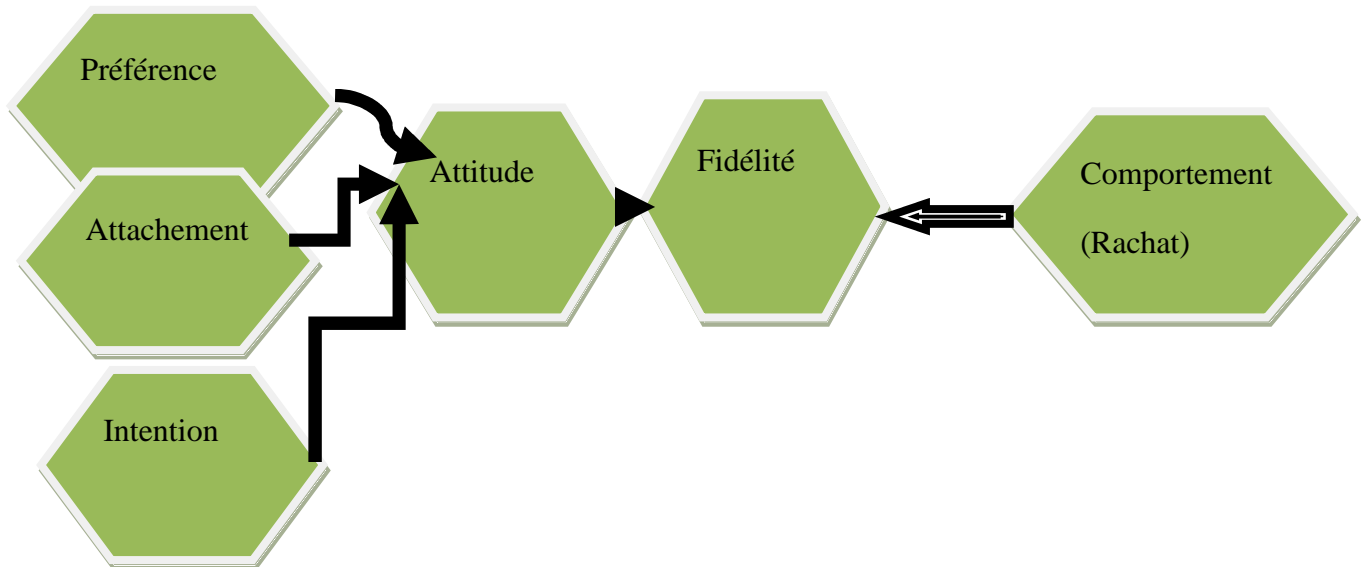 Préférence
Attachement
Intention
Attitude
Fidélité
Comportement
(Rachat)